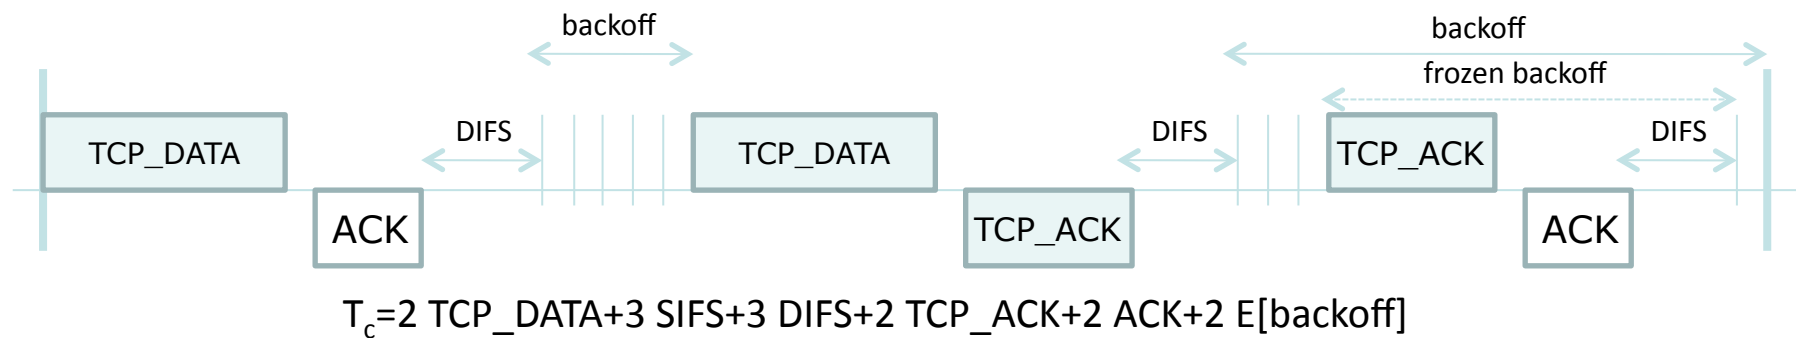 backoff
backoff
frozen backoff
TCP_DATA
DIFS
TCP_DATA
DIFS
TCP_ACK
DIFS
ACK
TCP_ACK
ACK
Tc=2 TCP_DATA+3 SIFS+3 DIFS+2 TCP_ACK+2 ACK+2 E[backoff]